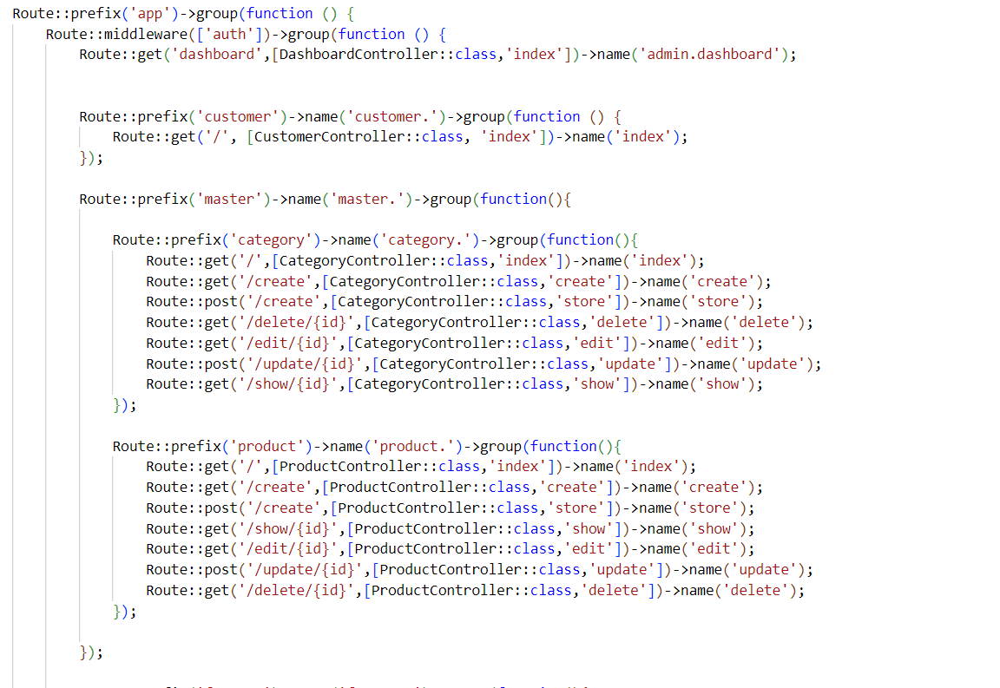 Route::prefix('app')->group(function () {
Route::middleware(['auth'])->group(function () {
Route::get('dashboard',[DashboardController::class,'index'])->name('admin.dashboard');
Route::prefix('customer')->name('customer.')->group(function () {
Route::get('/', [CustomerController::class, 'index'])->name('index');
});
Route::prefix('master')->name('master.')->group(function(){
Route::prefix('category')->name('category.')->group(function(){
Route::get('/',[CategoryController::class,'index'])->name('index');
Route::get('/create',[CategoryController::class,'create'])->name('create');
Route::post('/create',[CategoryController::class,'store'])->name('store');
Route::get('/delete/{id}',[CategoryController::class,'delete'])->name('delete');
Route::get('/edit/{id}',[CategoryController::class,'edit'])->name('edit');
Route::post('/update/{id}',[CategoryController::class,'update'])->name('update');
Route::get('/show/{id}',[CategoryController::class,'show'])->name('show');
});
Route::prefix('product')->name('product.')->group(function(){
Route::get('/',[ProductController::class,'index'])->name('index');
Route::get('/create',[ProductController::class,'create'])->name('create');
Route::post('/create',[ProductController::class,'store'])->name('store');
Route::get('/show/{id}',[ProductController::class,'show'])->name('show');
Route::get('/edit/{id}',[ProductController::class,'edit'])->name('edit');
Route::post('/update/{id}',[ProductController::class,'update'])->name('update');
Route::get('/delete/{id}',[ProductController::class,'delete'])->name('delete');
});
});